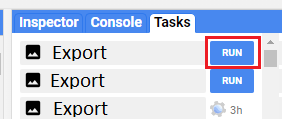 Inspector Console Tasks
Export RUN
Export RUN
Export 3h